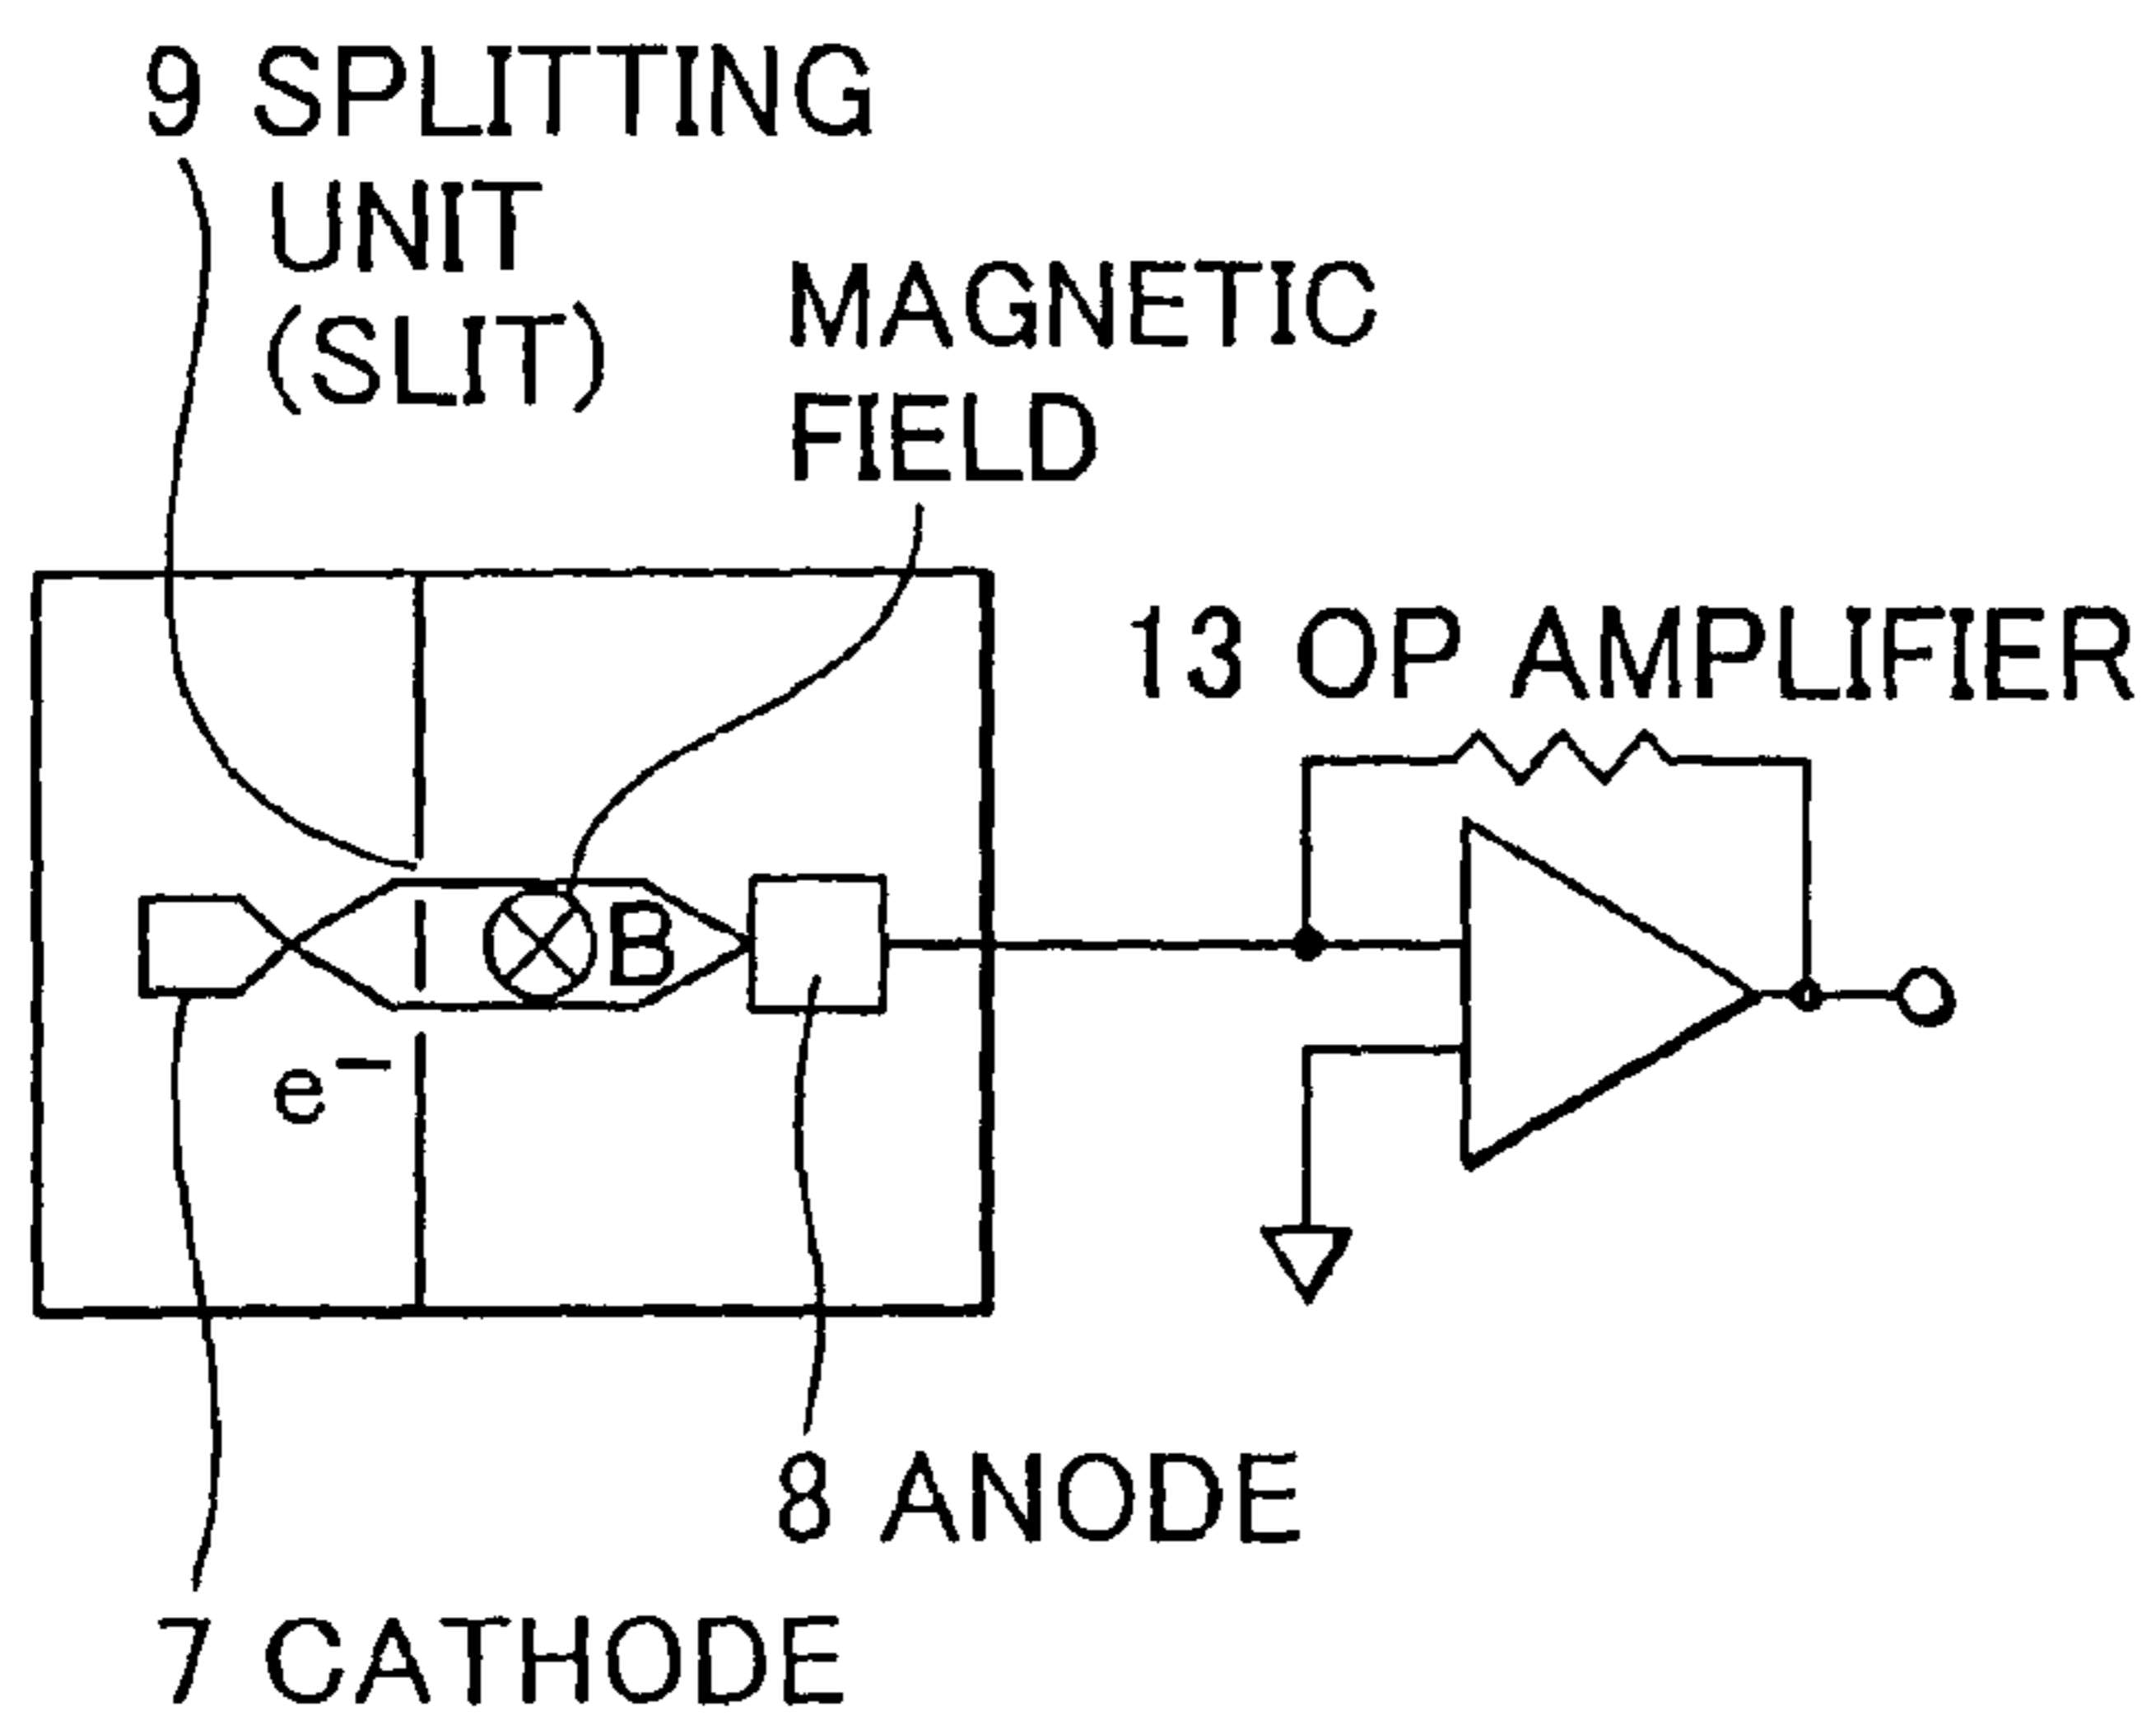 9 SPLITTING
UNIT
(SLIT)
MAGNETIC
FIELD
13 OP AMPLIFIER
B
e⁻
8 ANODE
7 CATHODE